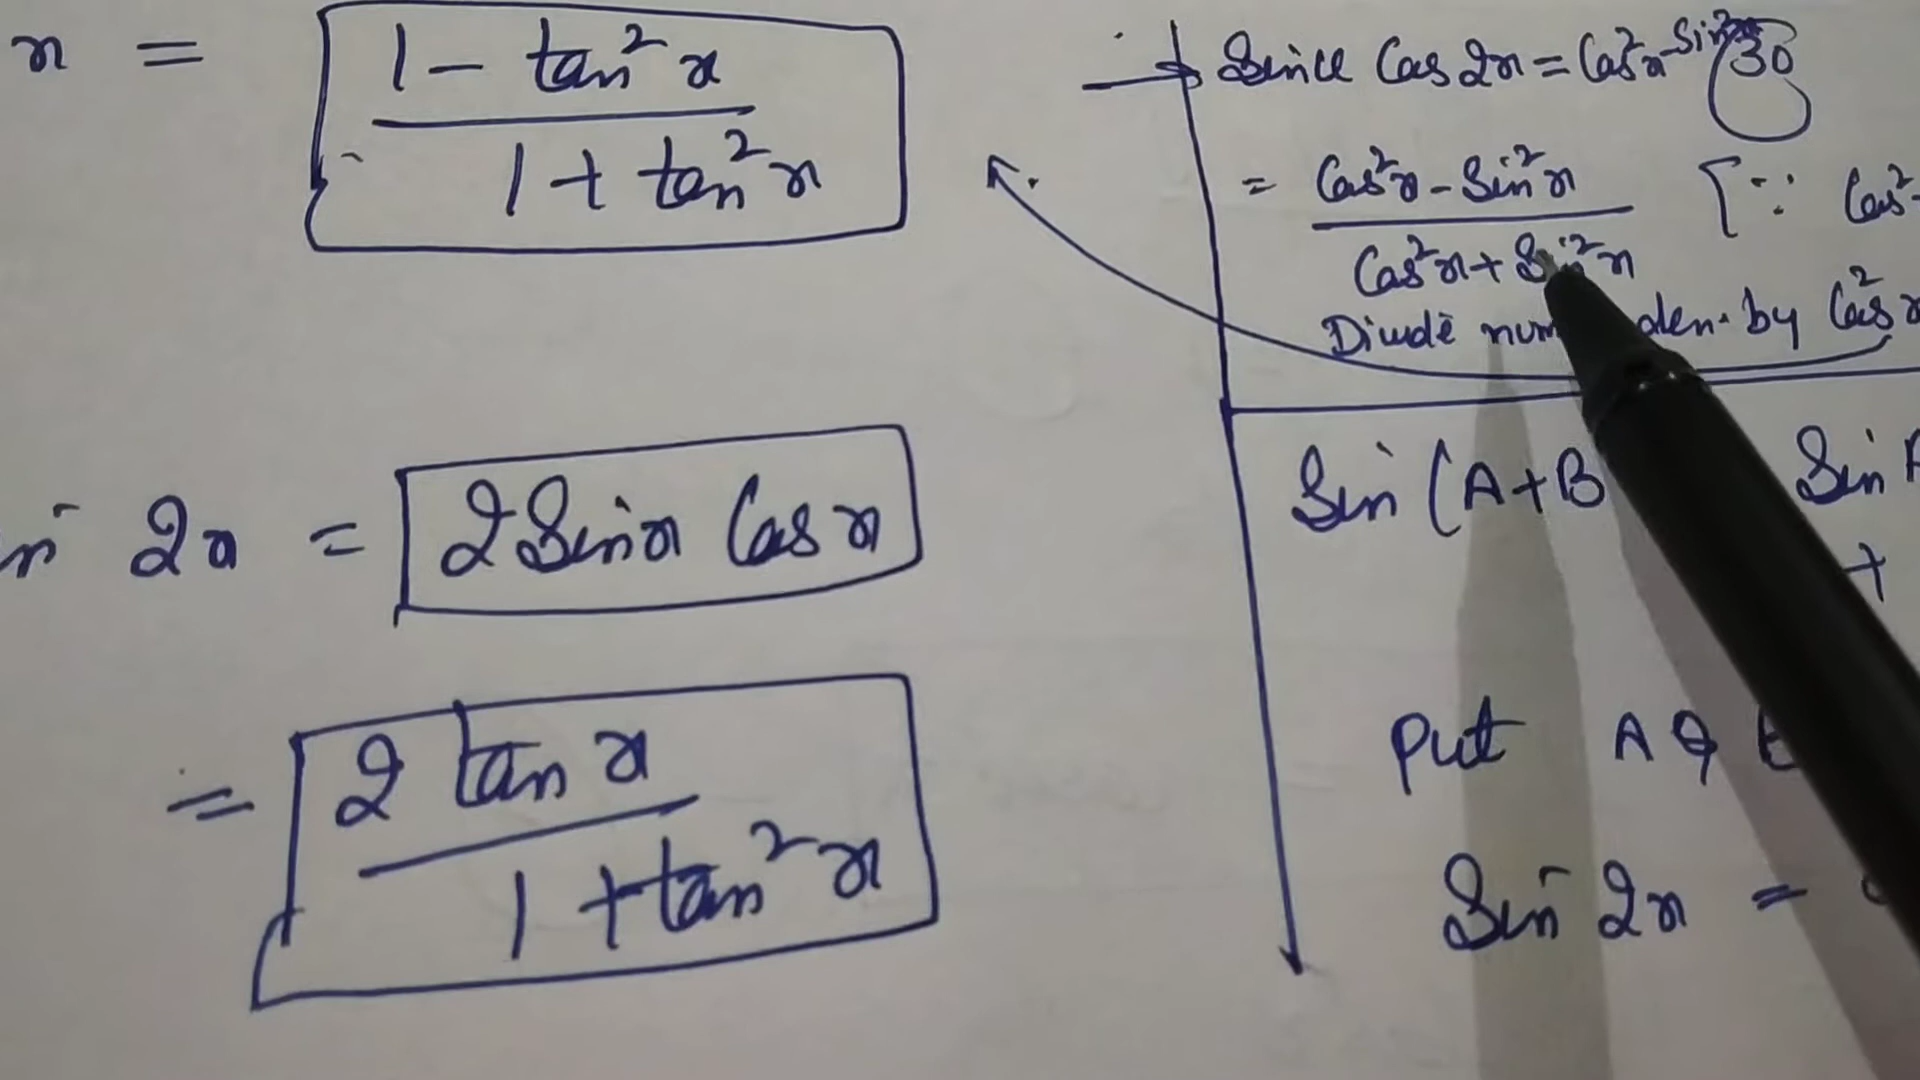 x = 1 - tan²x / 1 + tan²x
2x = 2 Sinx Cos x
= 2 tan x / 1 + tan²x
30
Since Cos 2x = Cos²x - Sin²x
= Cos²x - Sin²x / Cos²x + Sin²x [∵ Cos²
Divide den. by Cos²x
Sin (A+B Sin A
+
Put A &
Sin 2x =